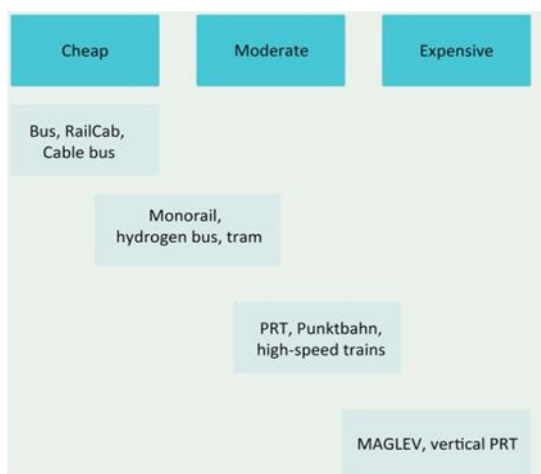 Cheap
Moderate
Expensive
Bus, RailCab,
Cable bus
Monorail,
hydrogen bus, tram
PRT, Punktbahn,
high-speed trains
MAGLEV, vertical PRT